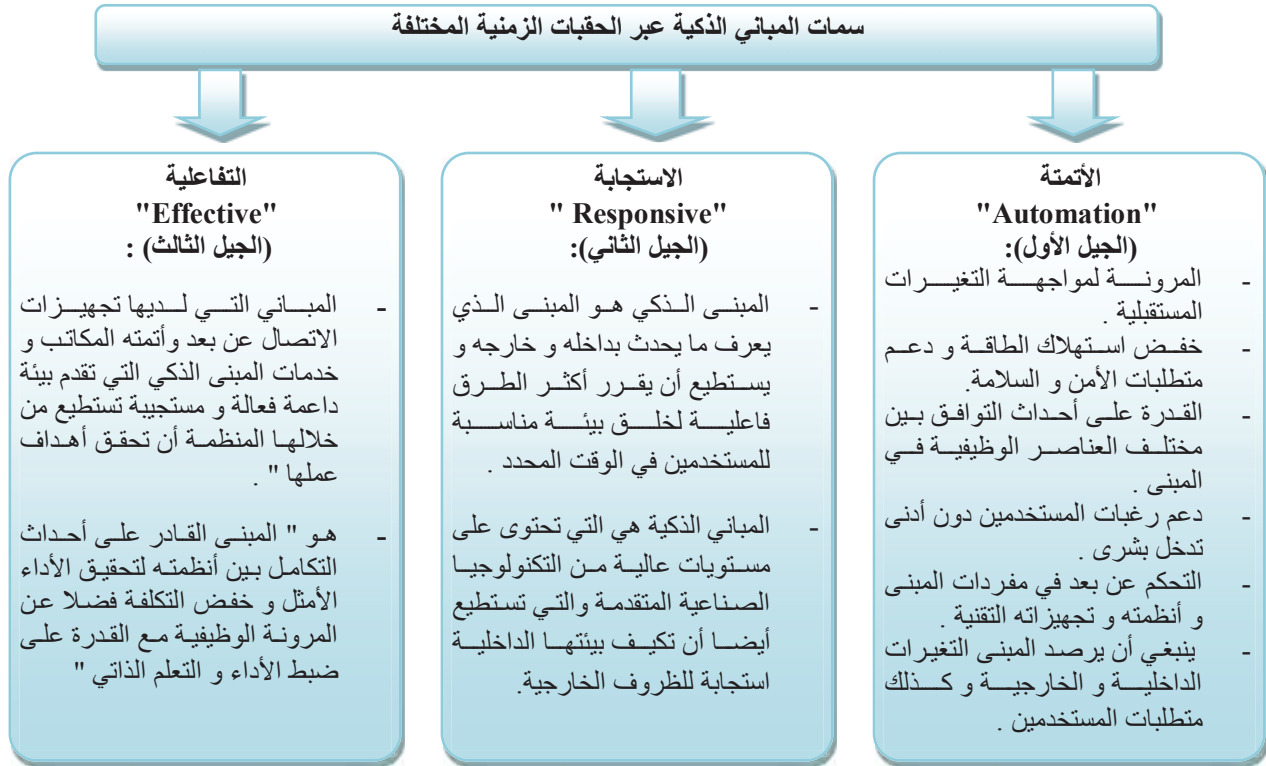 سمات المباني الذكية عبر الحقبات الزمنية المختلفة
الأتمتة
"Automation"
(الجيل الأول):
- المرونة لمواجهة التغيرات
المستقبلية .
- خفض استهلاك الطاقة و دعم
متطلبات الأمن و السلامة.
- القدرة على أحداث التوافق بين
مختلف العناصر الوظيفية في
المبنى .
- دعم رغبات المستخدمين دون أدنى
تدخل بشرى .
- التحكم عن بعد في مفردات المبنى
و أنظمته و تجهيزاته التقنية .
- ينبغي أن يرصد المبنى التغيرات
الداخلية و الخارجية و كذلك
متطلبات المستخدمين .
الاستجابة
" Responsive"
(الجيل الثاني):
- المبنى الذكي هو المبنى الذي
يعرف ما يحدث بداخله و خارجه و
يستطيع أن يقرر أكثر الطرق
فاعلية لخلق بيئة مناسبة
للمستخدمين في الوقت المحدد .
- المباني الذكية هي التي تحتوى على
مستويات عالية من التكنولوجيا
الصناعية المتقدمة والتي تستطيع
أيضا أن تكيف بيئتها الداخلية
استجابة للظروف الخارجية.
التفاعلية
"Effective"
(الجيل الثالث) :
- المباني التي لديها تجهيزات
الاتصال عن بعد وأتمته المكاتب و
خدمات المبنى الذكي التي تقدم بيئة
داعمة فعالة و مستجيبة تستطيع من
خلالها المنظمة أن تحقق أهداف
عملها " .
- هو " المبنى القادر على أحداث
التكامل بين أنظمته لتحقيق الأداء
الأمثل و خفض التكلفة فضلا عن
المرونة الوظيفية مع القدرة على
ضبط الأداء و التعلم الذاتي "